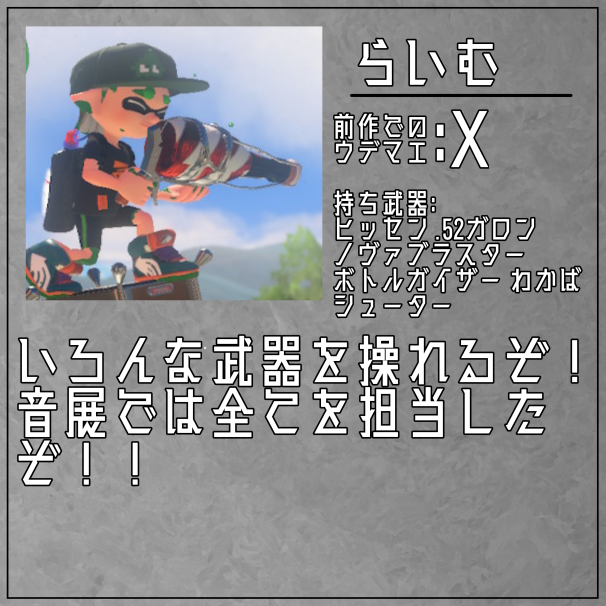 らいむ
前作での
ウデマエ:X
持ち武器:
ヒッセン .52ガロン
ノヴァブラスター
ボトルガイザー わかば
シューター
いろんな武器を操れるぞ！
音展では全てを担当した
ぞ！！